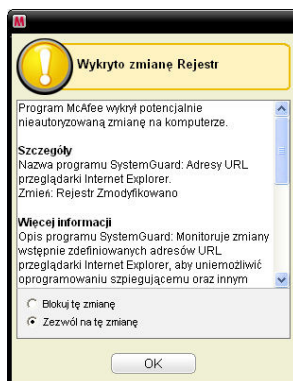 M
Wykryto zmianę Rejestr
Program McAfee wykrył potencjalnie
nieautoryzowaną zmianę na komputerze.
Szczegóły
Nazwa programu SystemGuard: Adresy URL
przeglądarki Internet Explorer.
Zmień: Rejestr Zmodyfikowano
Więcej informacji
Opis programu SystemGuard: Monitoruje zmiany
wstępnie zdefiniowanych adresów URL
przeglądarki Internet Explorer, aby uniemożliwić
oprogramowaniu szpiegującemu oraz innym
Blokuj tę zmianę
Zezwól na tę zmianę
OK